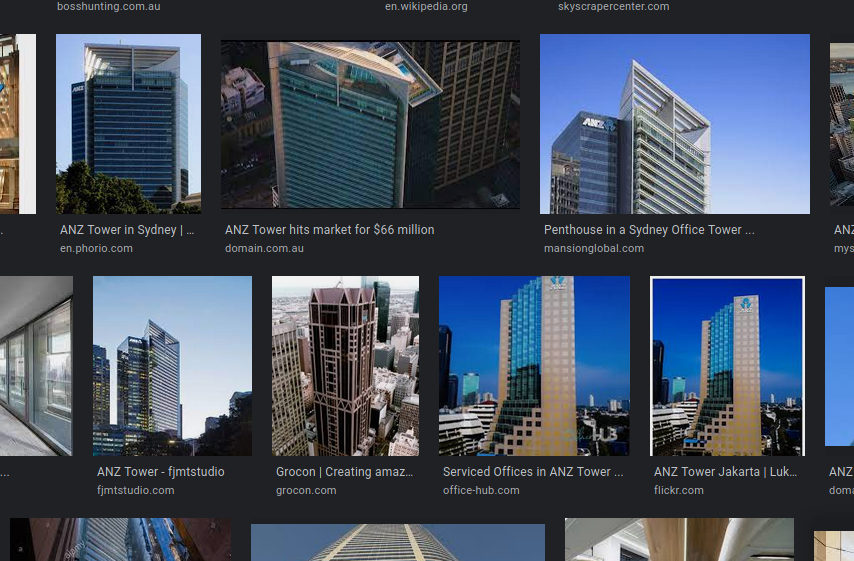 bosshunting.com.au
en.wikipedia.org
skyscrapercenter.com
ANZ
ANZ
.
ANZ Tower in Sydney | ...
ANZ Tower hits market for $66 million
Penthouse in a Sydney Office Tower ...
ANZ
en.phorio.com
domain.com.au
mansionglobal.com
mys
HUB
...
ANZ Tower - fjmtstudio
Grocon | Creating amaz...
Serviced Offices in ANZ Tower ...
ANZ Tower Jakarta | Luk...
ANZ
fjmtstudio.com
grocon.com
office-hub.com
flickr.com
doma
a
alamy